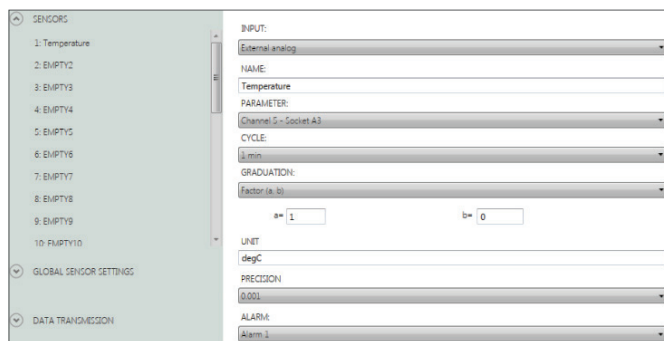 SENSORS
1: Temperature
2: EMPTY2
3: EMPTY3
4: EMPTY4
5: EMPTY5
6: EMPTY6
7: EMPTY7
8: EMPTY8
9: EMPTY9
10: EMPTY10
GLOBAL SENSOR SETTINGS
DATA TRANSMISSION
INPUT:
External analog
NAME:
Temperature
PARAMETER:
Channel 5 - Socket A3
CYCLE:
1 min
GRADUATION:
Factor (a, b)
a= 1 b= 0
UNIT
degC
PRECISION
0.001
ALARM:
Alarm 1